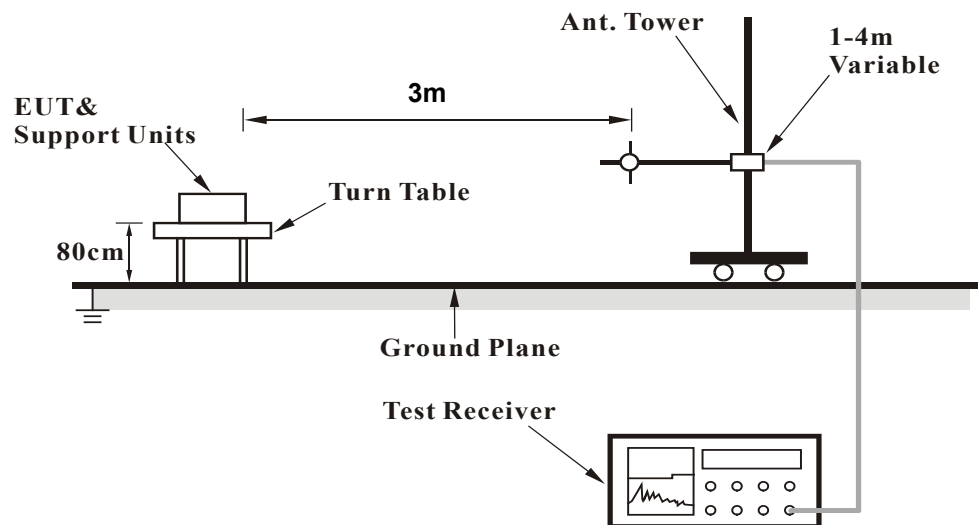 Ant. Tower
1-4m
Variable
3m
EUT&
Support Units
Turn Table
80cm
Ground Plane
Test Receiver